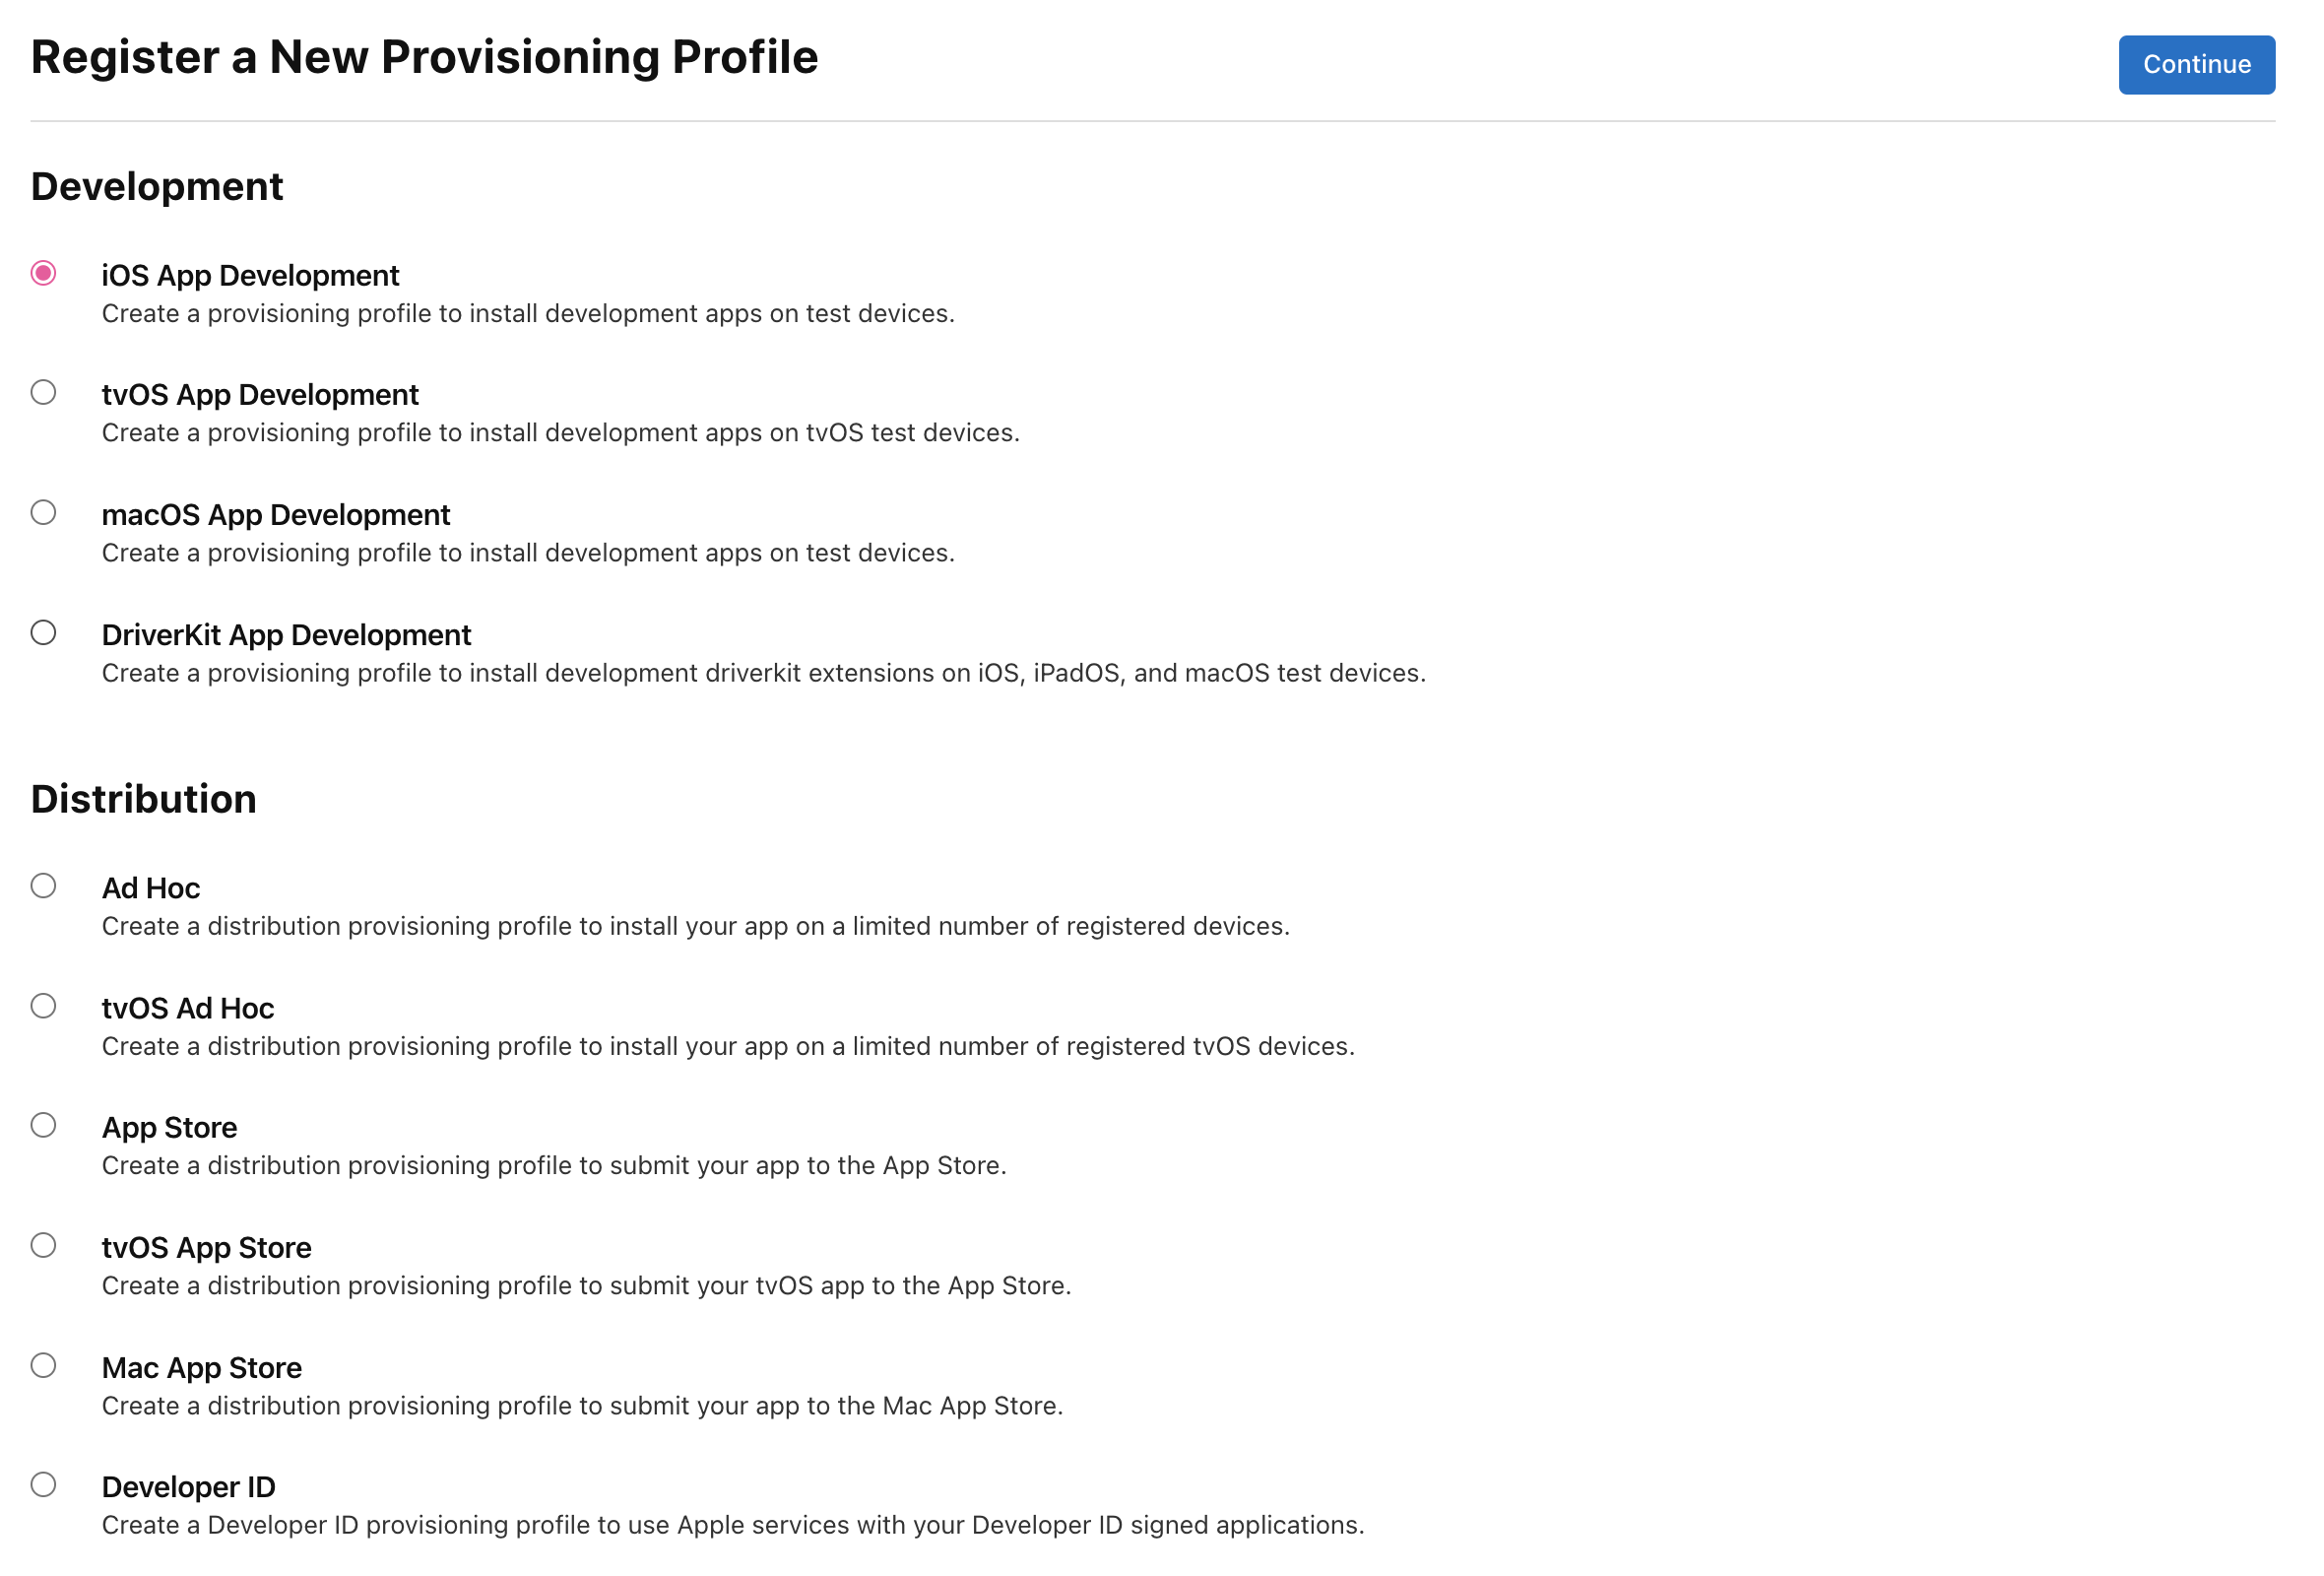 Register a New Provisioning Profile
Continue
Development
iOS App Development
Create a provisioning profile to install development apps on test devices.
tvOS App Development
Create a provisioning profile to install development apps on tvOS test devices.
macOS App Development
Create a provisioning profile to install development apps on test devices.
DriverKit App Development
Create a provisioning profile to install development driverkit extensions on iOS, iPadOS, and macOS test devices.
Distribution
Ad Hoc
Create a distribution provisioning profile to install your app on a limited number of registered devices.
tvOS Ad Hoc
Create a distribution provisioning profile to install your app on a limited number of registered tvOS devices.
App Store
Create a distribution provisioning profile to submit your app to the App Store.
tvOS App Store
Create a distribution provisioning profile to submit your tvOS app to the App Store.
Mac App Store
Create a distribution provisioning profile to submit your app to the Mac App Store.
Developer ID
Create a Developer ID provisioning profile to use Apple services with your Developer ID signed applications.